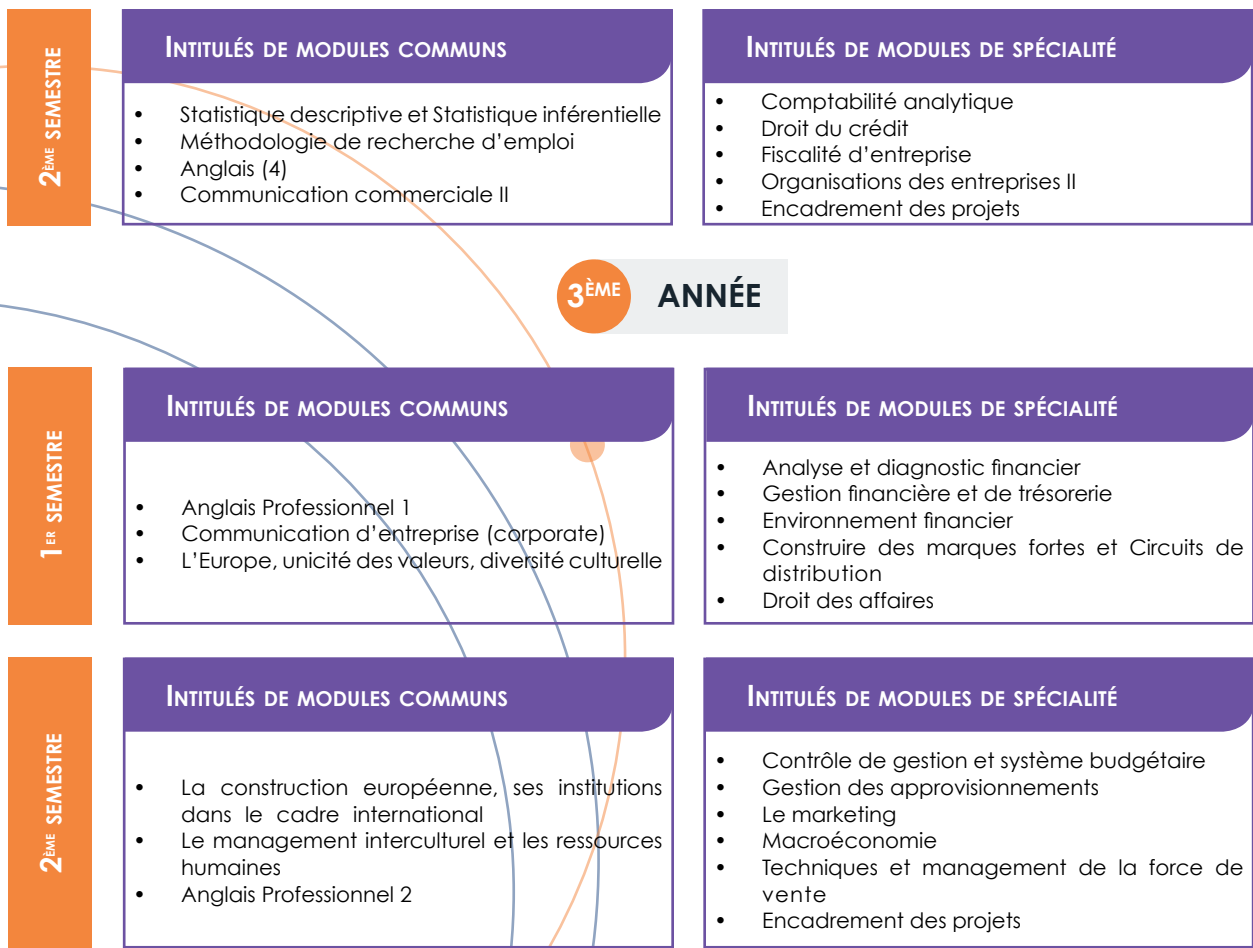 2ÈME SEMESTRE
INTITULÉS DE MODULES COMMUNS
• Statistique descriptive et Statistique inférentielle
• Méthodologie de recherche d’emploi
• Anglais (4)
• Communication commerciale II
INTITULÉS DE MODULES DE SPÉCIALITÉ
• Comptabilité analytique
• Droit du crédit
• Fiscalité d’entreprise
• Organisations des entreprises II
• Encadrement des projets
3ÈME ANNÉE
1ER SEMESTRE
INTITULÉS DE MODULES COMMUNS
• Anglais Professionnel 1
• Communication d’entreprise (corporate)
• L’Europe, unicité des valeurs, diversité culturelle
INTITULÉS DE MODULES DE SPÉCIALITÉ
• Analyse et diagnostic financier
• Gestion financière et de trésorerie
• Environnement financier
• Construire des marques fortes et Circuits de
distribution
• Droit des affaires
2ÈME SEMESTRE
INTITULÉS DE MODULES COMMUNS
• La construction européenne, ses institutions
dans le cadre international
• Le management interculturel et les ressources
humaines
• Anglais Professionnel 2
INTITULÉS DE MODULES DE SPÉCIALITÉ
• Contrôle de gestion et système budgétaire
• Gestion des approvisionnements
• Le marketing
• Macroéconomie
• Techniques et management de la force de
vente
• Encadrement des projets